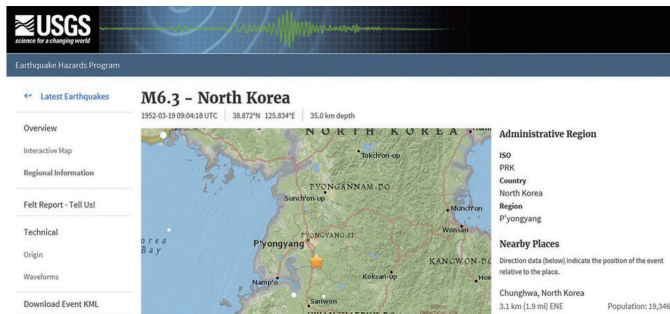 USGS
science for a changing world
Earthquake Hazards Program
← Latest Earthquakes
Overview
Interactive Map
Regional Information
Felt Report - Tell Us!
Technical
Origin
Waveforms
Download Event KML
M6.3 - North Korea
1952-03-19 09:04:18 UTC | 38.872°N 125.834°E | 35.0 km depth
NORTH KOREA
Tokch'on-up
PYONGANNAM-DO
Sunch'on-up
Munch'on
Wonsan
PYONGYANG-SI
P'yongyang
orea
Bay
KANGWON-D
Koksan-up
Namp'o
Sariwon
Administrative Region
ISO
PRK
Country
North Korea
Region
P'yongyang
Nearby Places
Direction data (below) indicate the position of the event
relative to the place.
Chunghwa, North Korea
3.1 km (1.9 mi) ENE Population: 19,346